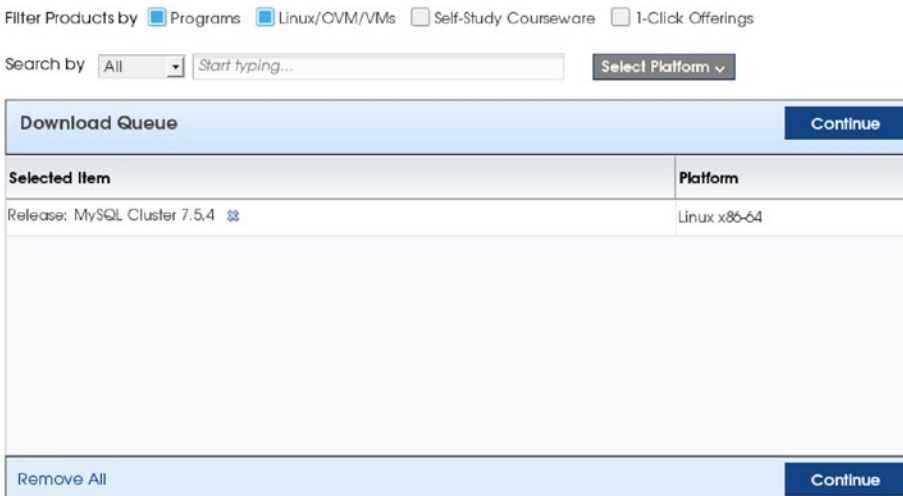 Filter Products by Programs Linux/OVM/VMs Self-Study Courseware 1-Click Offerings
Search by All Start typing... Select Platform
Download Queue Continue
Selected Item Platform
Release: MySQL Cluster 7.5.4 Linux x86-64
Remove All Continue